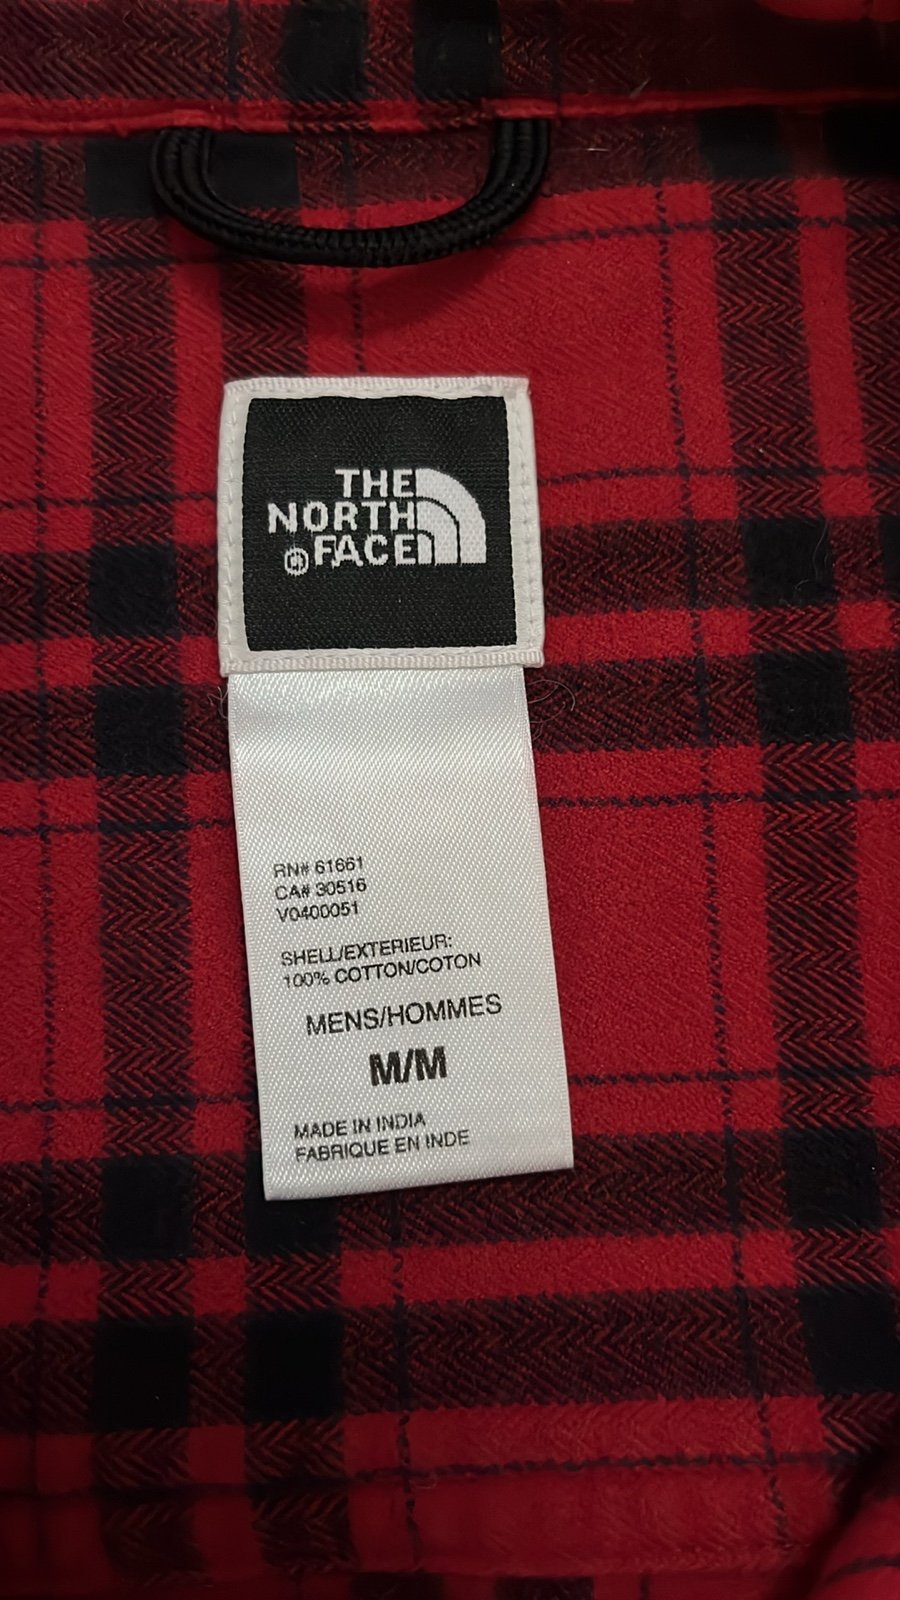 THE
NORTH
® FACE
RN# 61661
CA# 30516
V0400051
SHELL/EXTERIEUR:
100% COTTON/COTON
MENS/HOMMES
M/M
MADE IN INDIA
FABRIQUE EN INDE